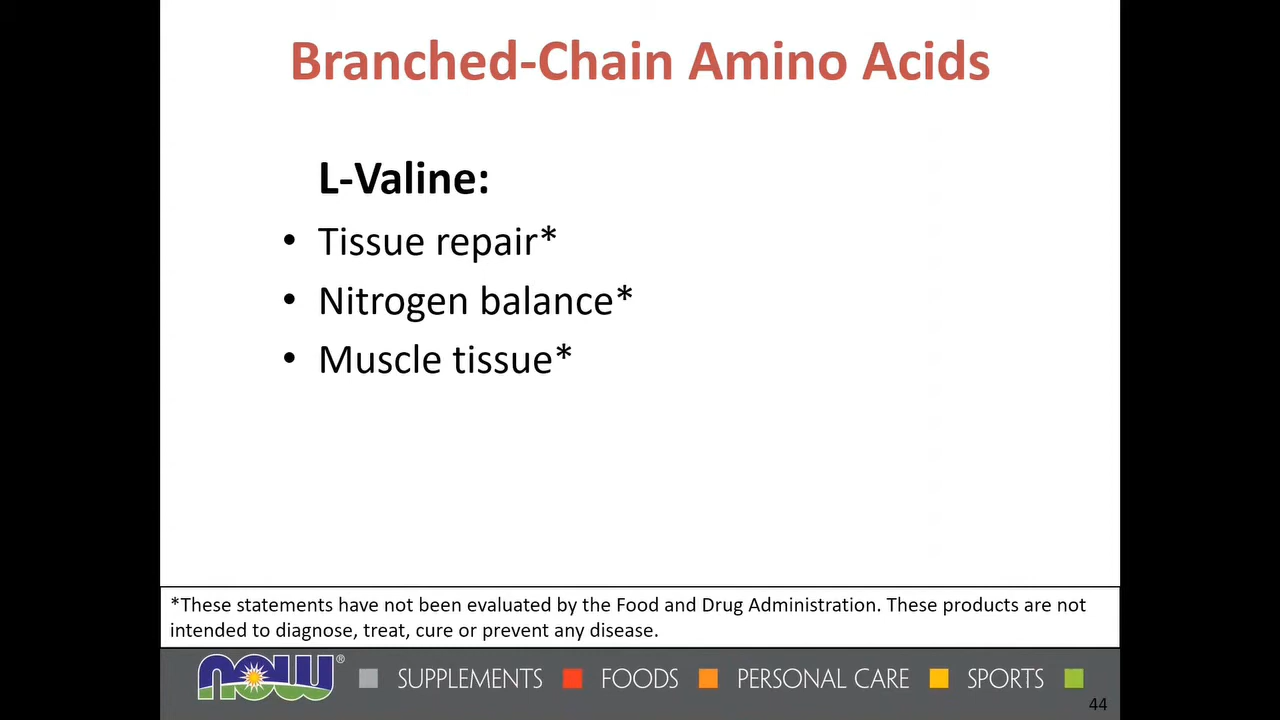 Branched-Chain Amino Acids
L-Valine:
• Tissue repair*
• Nitrogen balance*
• Muscle tissue*
*These statements have not been evaluated by the Food and Drug Administration. These products are not
intended to diagnose, treat, cure or prevent any disease.
now® SUPPLEMENTS FOODS PERSONAL CARE SPORTS
44